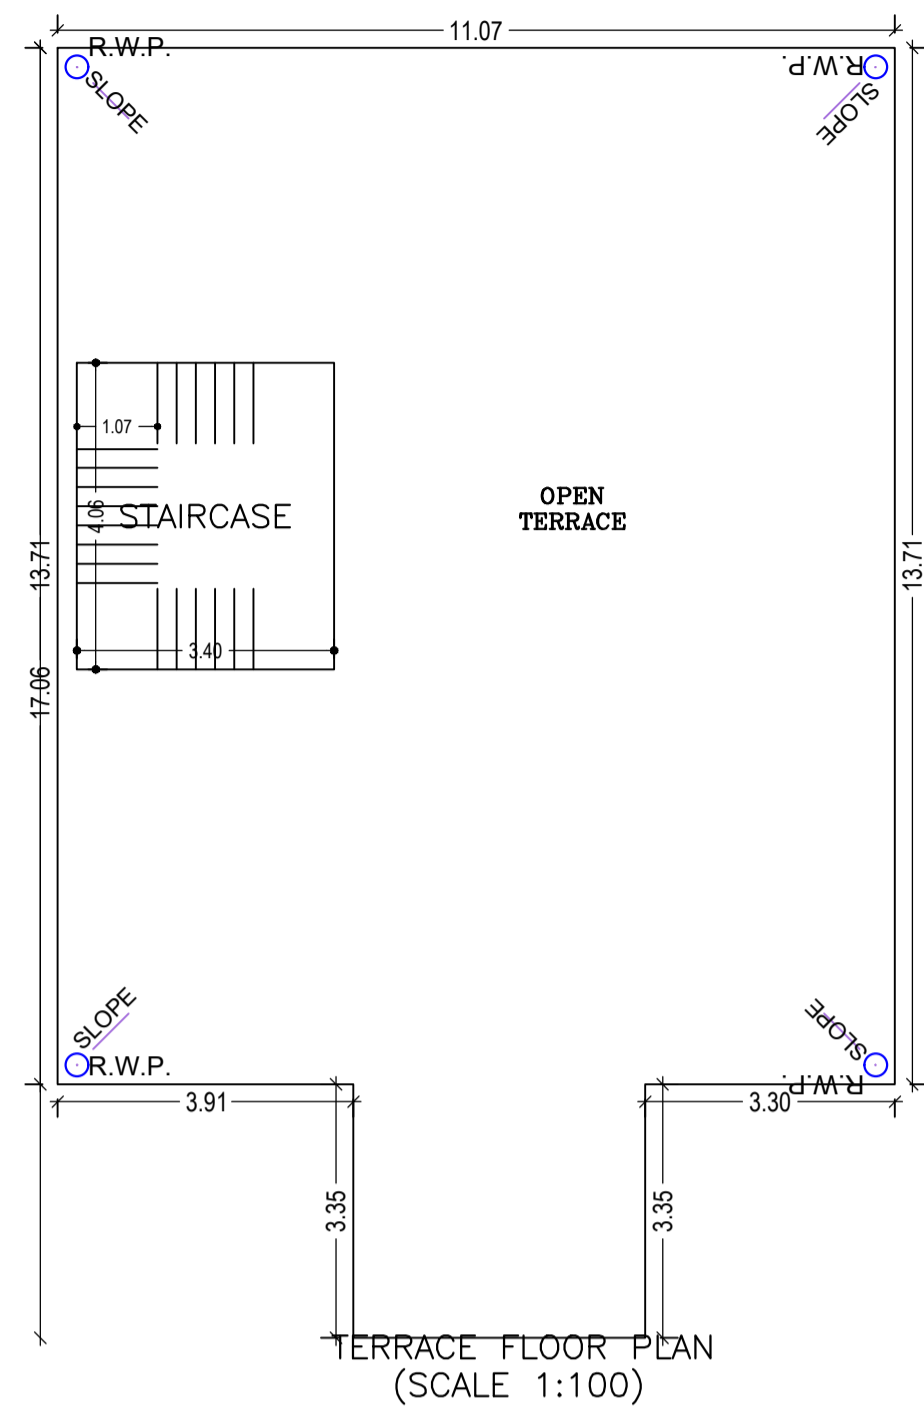 11.07
R.W.P.
R.W.P.
SLOPE
SLOPE
1.07
4.06
STAIRCASE
OPEN
TERRACE
13.71
13.71
3.40
17.06
SLOPE
SLOPE
R.W.P.
R.W.P.
3.91
3.30
3.35
3.35
TERRACE FLOOR PLAN
(SCALE 1:100)